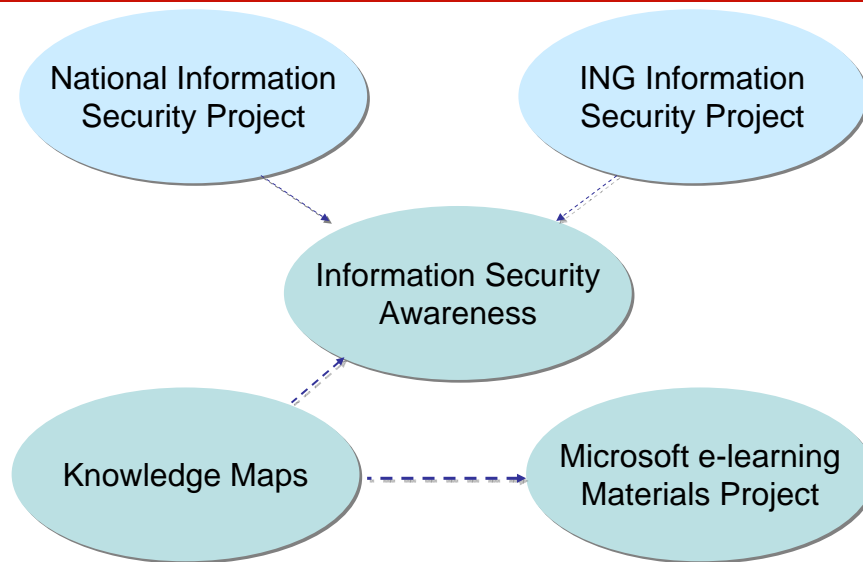 National Information
Security Project
ING Information
Security Project
Information Security
Awareness
Knowledge Maps
Microsoft e-learning
Materials Project